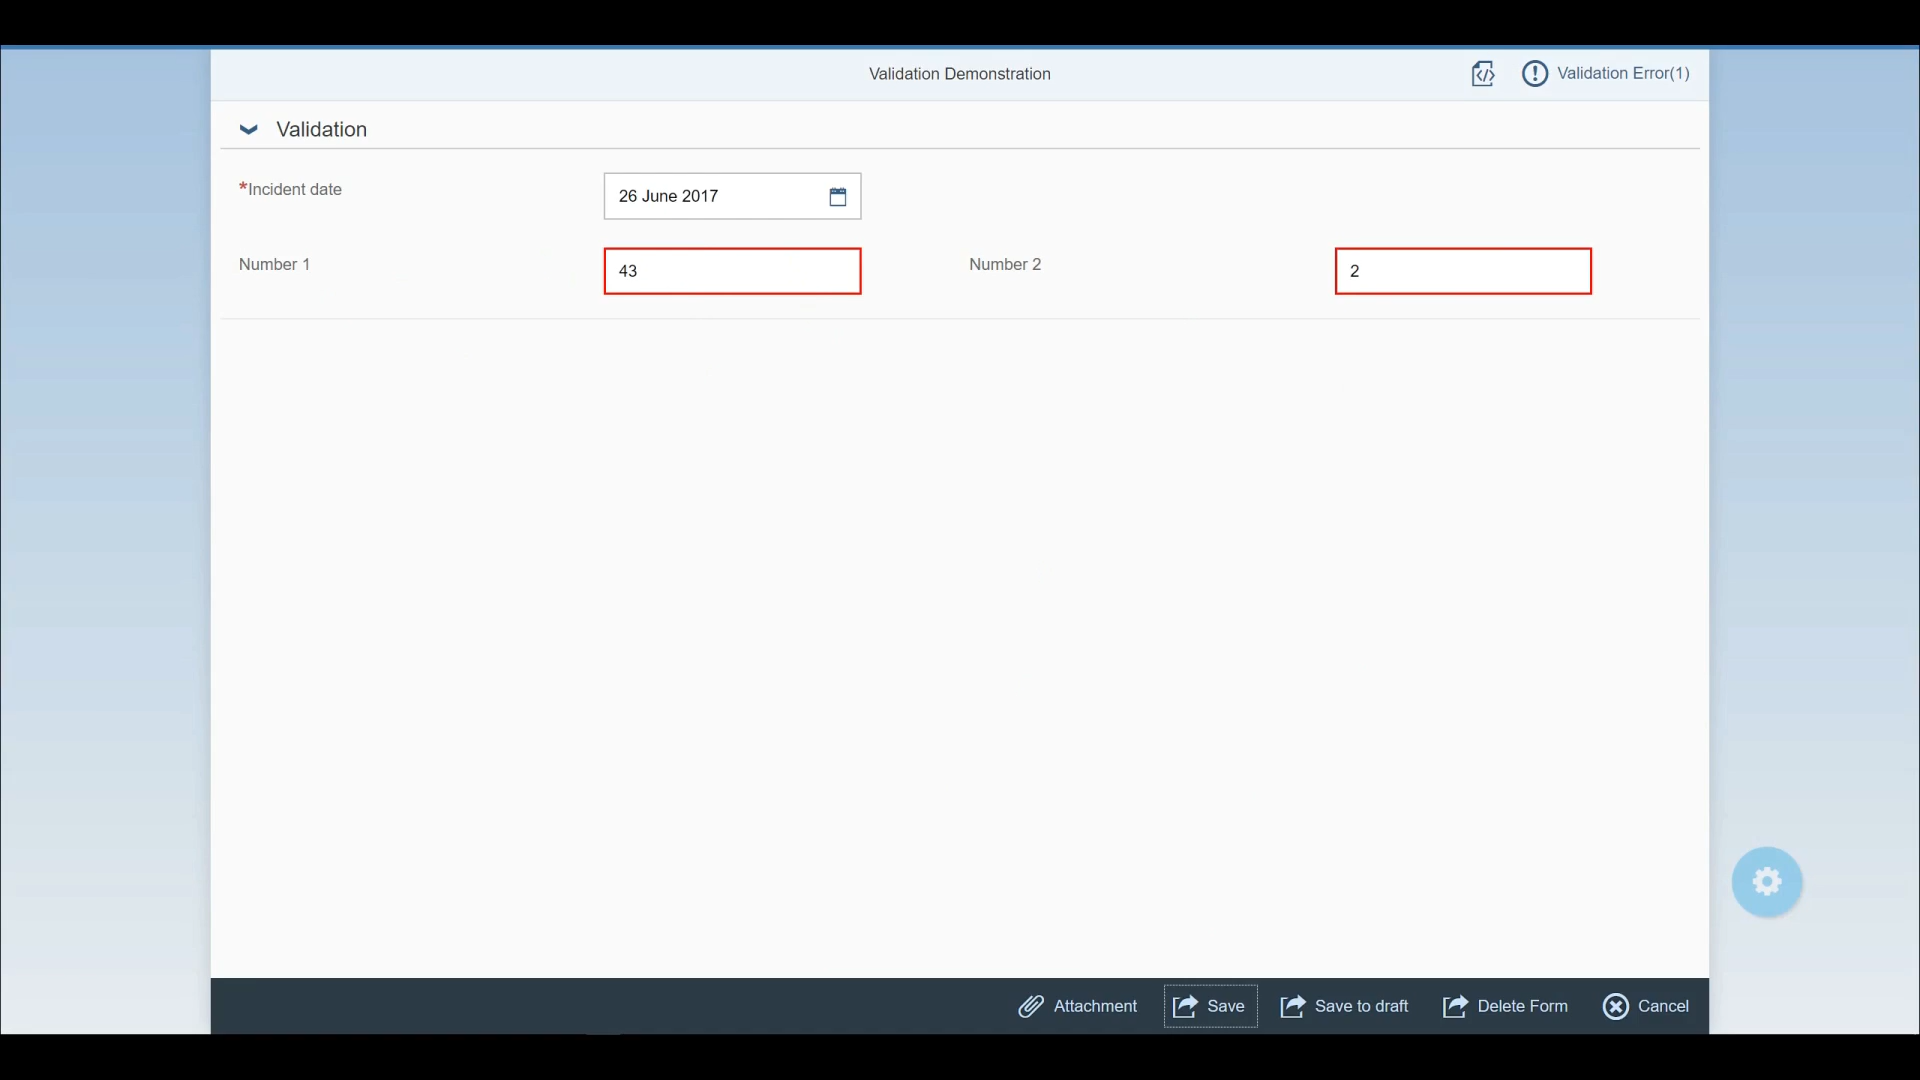 Validation Demonstration
Validation Error(1)
Validation
*Incident date
26 June 2017
Number 1
43
Number 2
2
Attachment
Save
Save to draft
Delete Form
Cancel